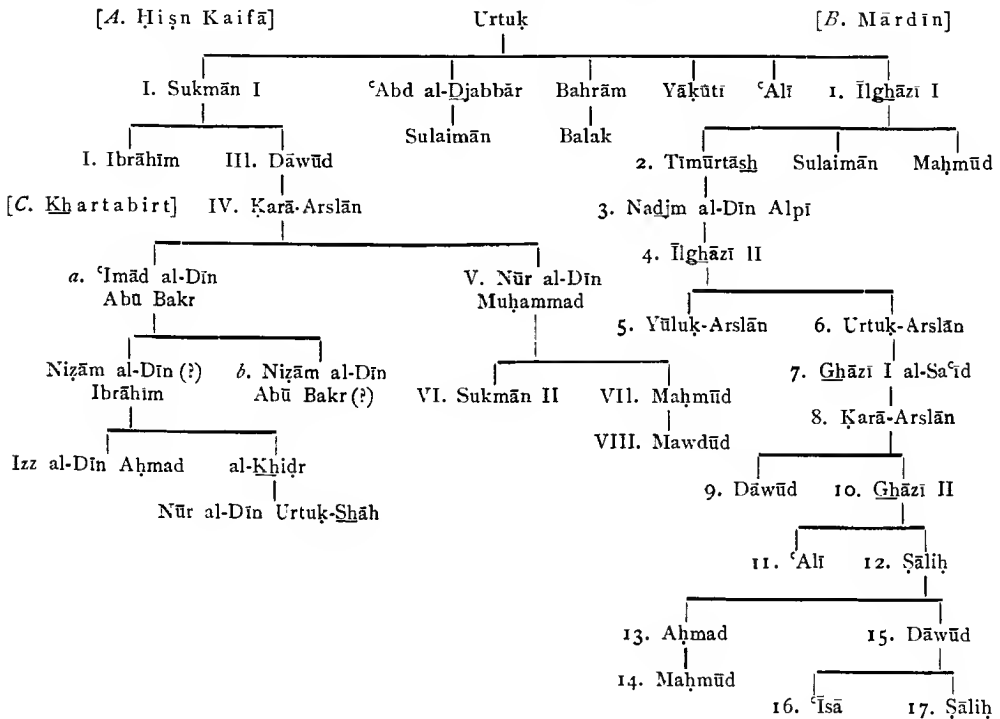 [A. Ḥiṣn Kaifā] Urtuḳ [B. Mārdīn]
I. Sukmān I ʿAbd al-Djabbār Bahrām Yāḳūtī ʿAlī 1. Īlghāzī I
Sulaimān Balak
I. Ibrāhīm III. Dāwūd 2. Tīmūrtāsh Sulaimān Maḥmūd
[C. Khartabirt] IV. Ḳarā-Arslān
3. Nadjm al-Dīn Alpī
4. Īlghāzī II
a. ʿImād al-Dīn V. Nūr al-Dīn
Abū Bakr Muḥammad
5. Yūluḳ-Arslān 6. Urtuḳ-Arslān
Niẓām al-Dīn (?) b. Niẓām al-Dīn 7. Ghāzī I al-Saʿīd
Ibrāhīm Abū Bakr (?) VI. Sukmān II VII. Maḥmūd
8. Ḳarā-Arslān
VIII. Mawdūd
Izz al-Dīn Aḥmad al-Khiḍr
9. Dāwūd 10. Ghāzī II
Nūr al-Dīn Urtuḳ-Shāh
11. ʿAlī 12. Ṣāliḥ
13. Aḥmad 15. Dāwūd
14. Maḥmūd
16. ʿĪsā 17. Ṣāliḥ